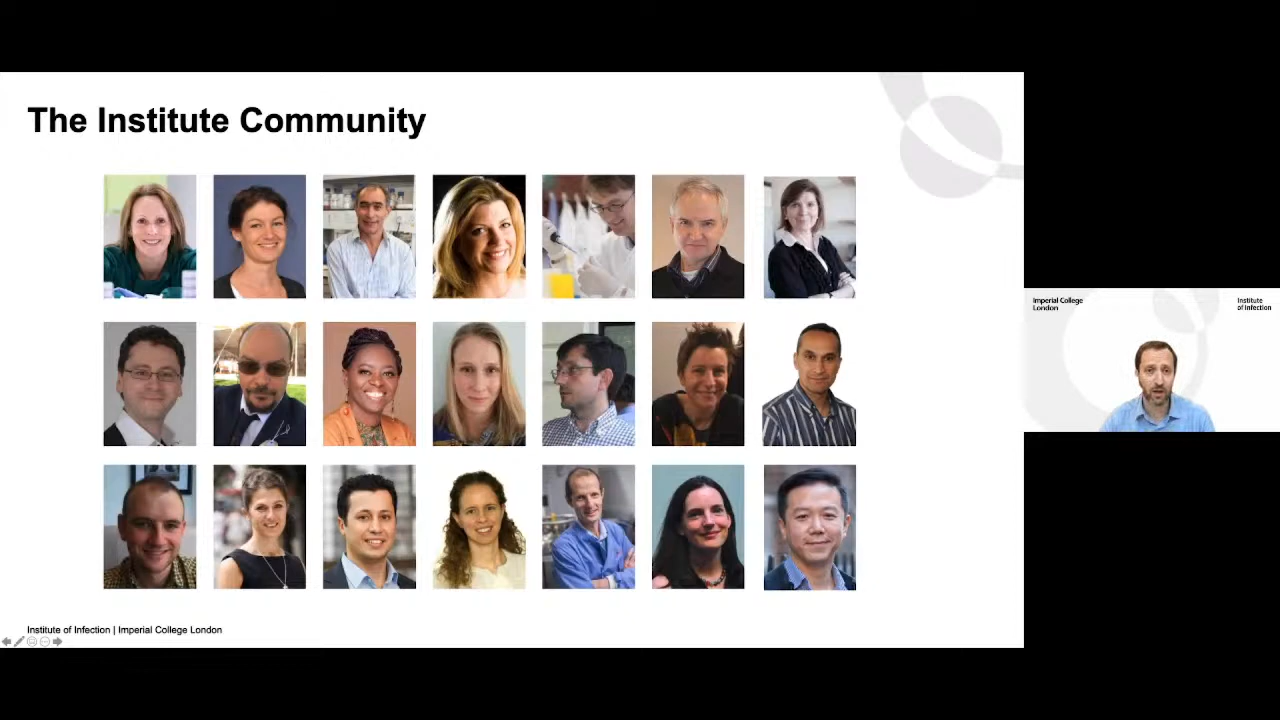 The Institute Community
Imperial College
London
Institute
of Infection
Institute of Infection | Imperial College London